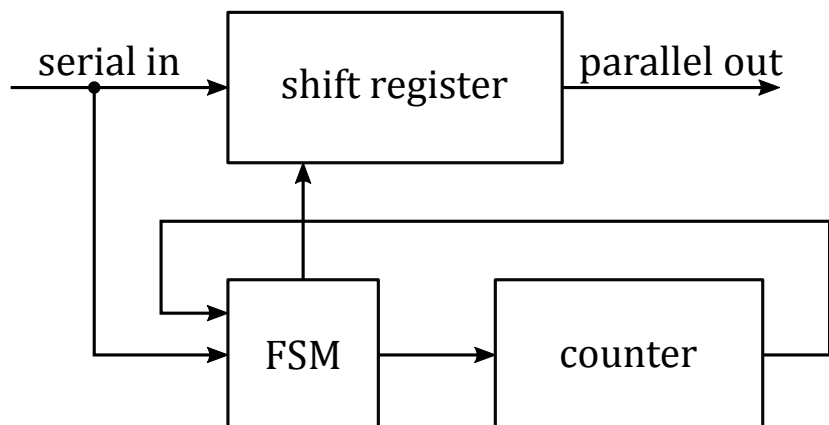 serial in
shift register
parallel out
FSM
counter